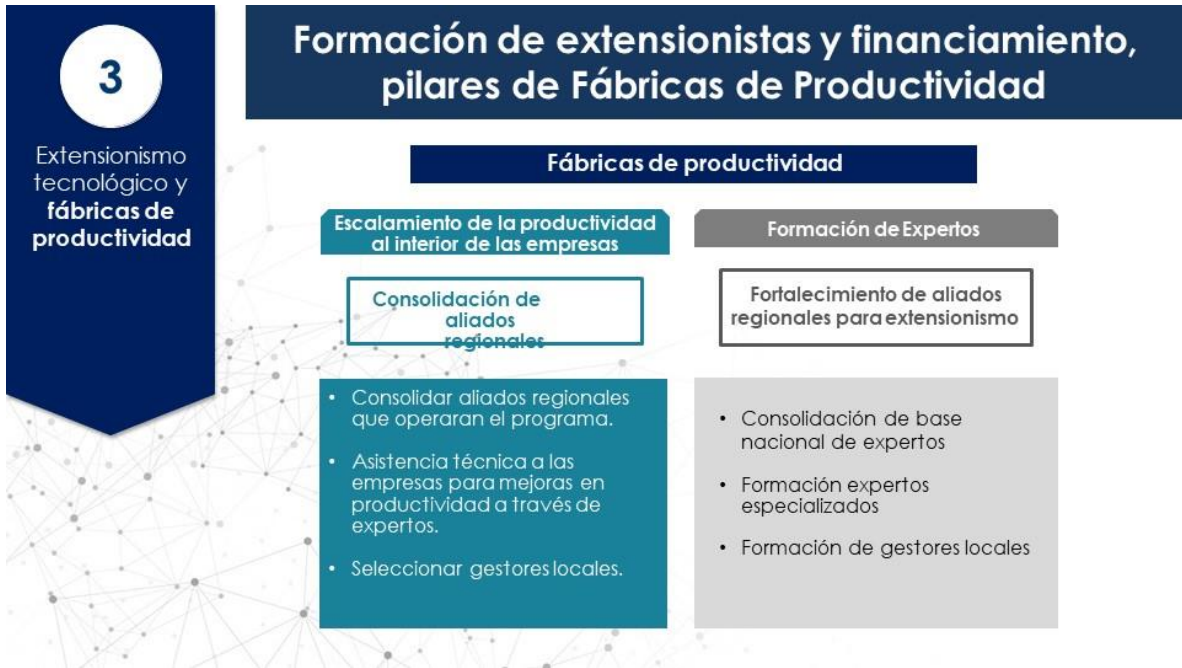 3
Extensionismo
tecnológico y
fábricas de
productividad
Formación de extensionistas y financiamiento,
pilares de Fábricas de Productividad
Fábricas de productividad
Escalamiento de la productividad
al interior de las empresas
Consolidación de
aliados
regionales
• Consolidar aliados regionales
que operaran el programa.
• Asistencia técnica a las
empresas para mejoras en
productividad a través de
expertos.
• Seleccionar gestores locales.
Formación de Expertos
Fortalecimiento de aliados
regionales para extensionismo
• Consolidación de base
nacional de expertos
• Formación expertos
especializados
• Formación de gestores locales